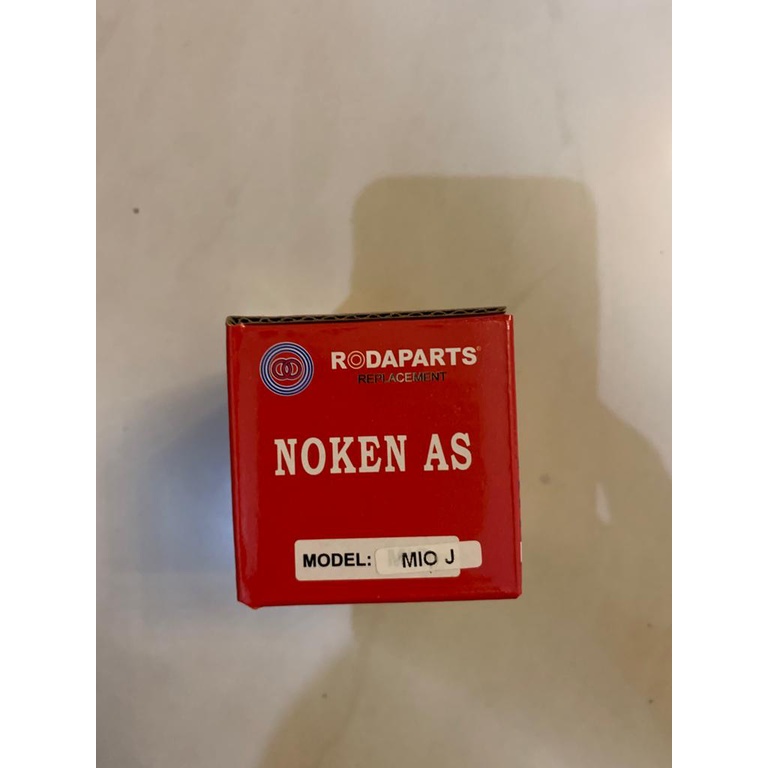 RODAPARTS®
REPLACEMENT
NOKEN AS
MODEL: MIO J